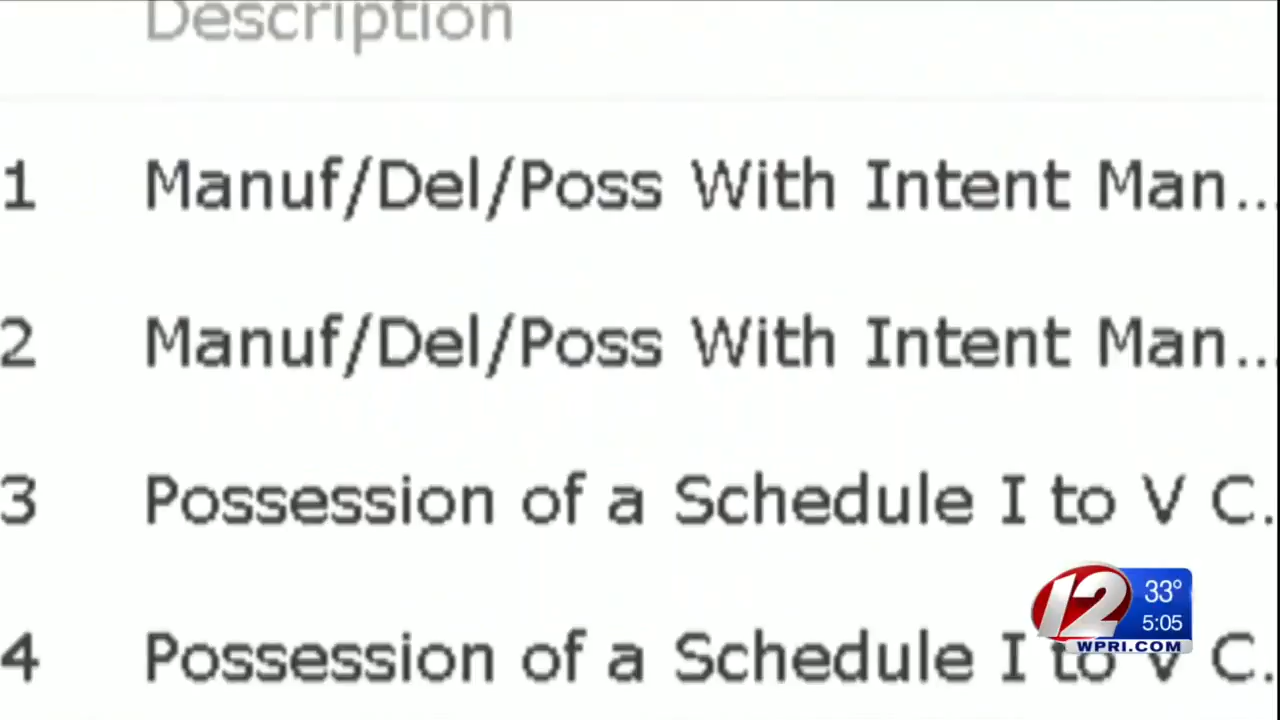 Description
1 Manuf/Del/Poss With Intent Man...
2 Manuf/Del/Poss With Intent Man...
3 Possession of a Schedule I to V C.
4 Possession of a Schedule I to V C.
12
33°
5:05
WPRI.COM